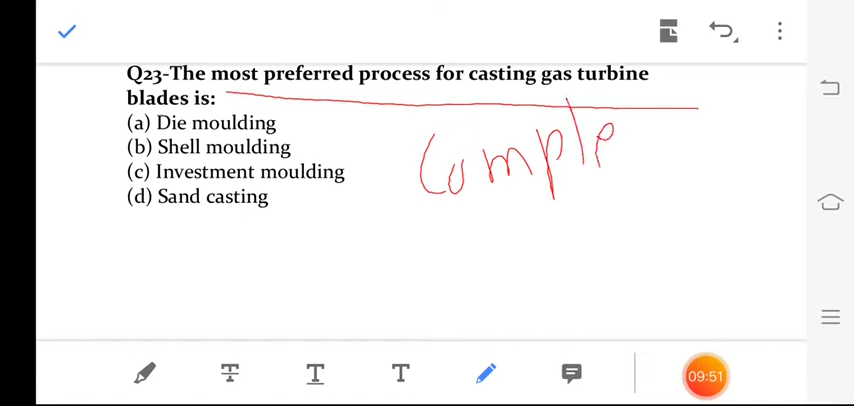 Q23-The most preferred process for casting gas turbine
blades is:
(a) Die moulding
(b) Shell moulding
(c) Investment moulding
(d) Sand casting
Comple
T
T
T
09:51